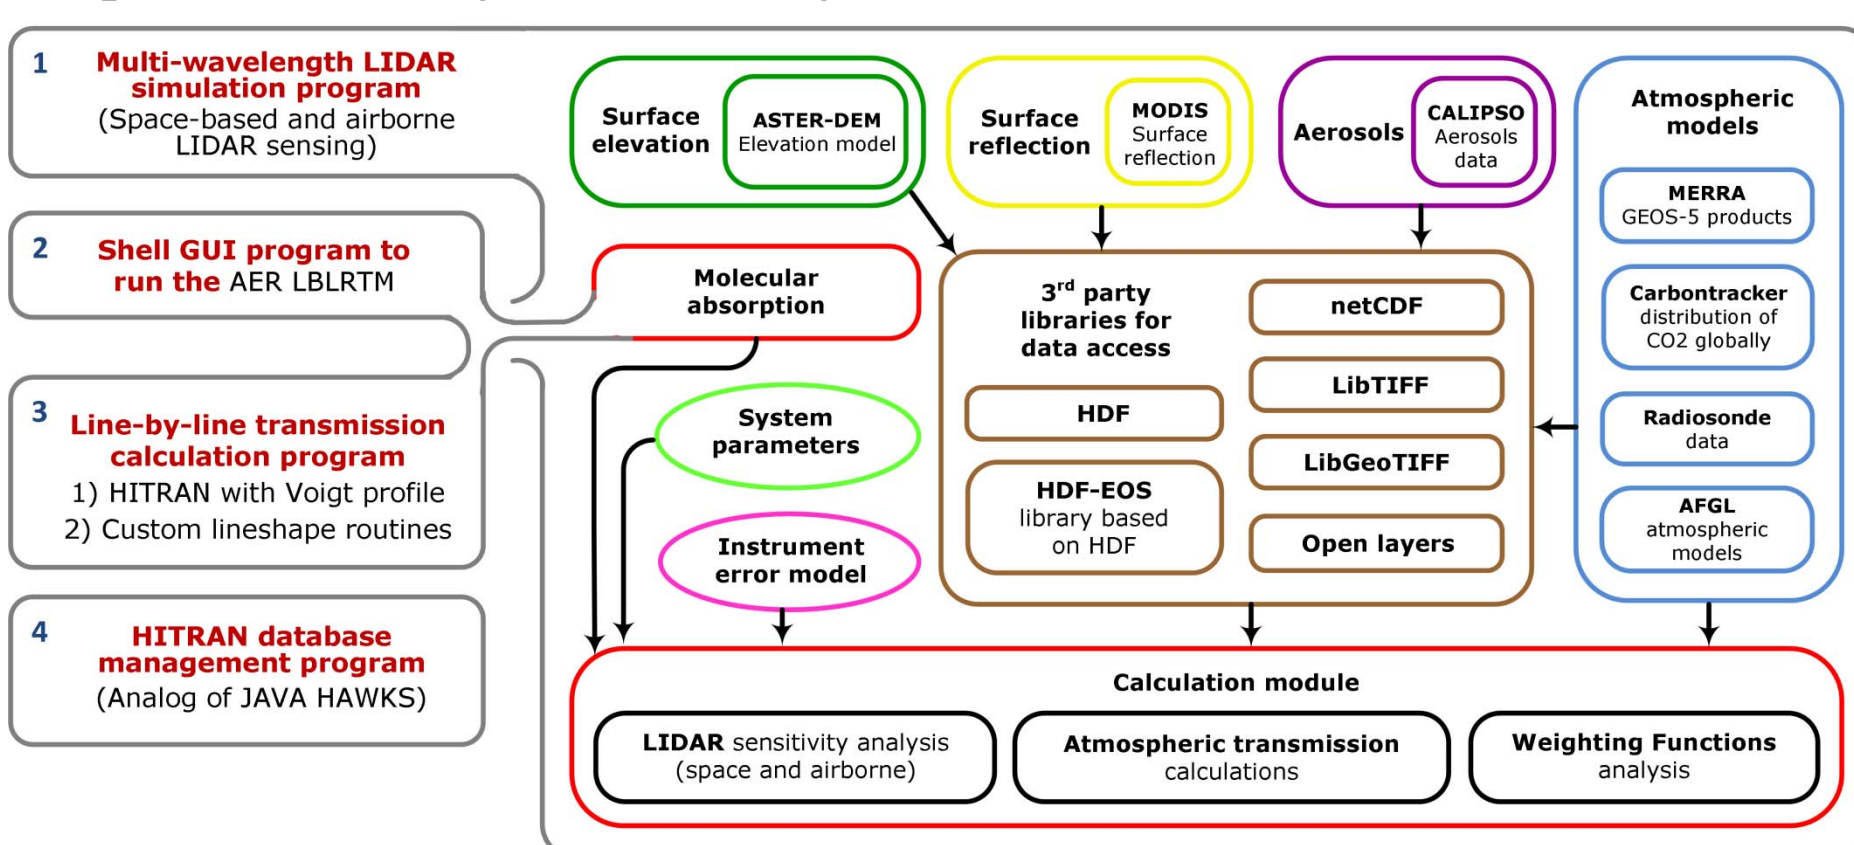 1
Multi-wavelength LIDAR
simulation program
(Space-based and airborne
LIDAR sensing)
2
Shell GUI program to
run the AER LBLRTM
3
Line-by-line transmission
calculation program
1) HITRAN with Voigt profile
2) Custom lineshape routines
4
HITRAN database
management program
(Analog of JAVA HAWKS)
Surface
elevation
ASTER-DEM
Elevation model
Surface
reflection
MODIS
Surface
reflection
Aerosols
CALIPSO
Aerosols
data
Atmospheric
models
MERRA
GEOS-5 products
Carbontracker
distribution of
CO2 globally
Radiosonde
data
AFGL
atmospheric
models
Molecular
absorption
System
parameters
Instrument
error model
3rd party
libraries for
data access
HDF
HDF-EOS
library based
on HDF
netCDF
LibTIFF
LibGeoTIFF
Open layers
Calculation module
LIDAR sensitivity analysis
(space and airborne)
Atmospheric transmission
calculations
Weighting Functions
analysis